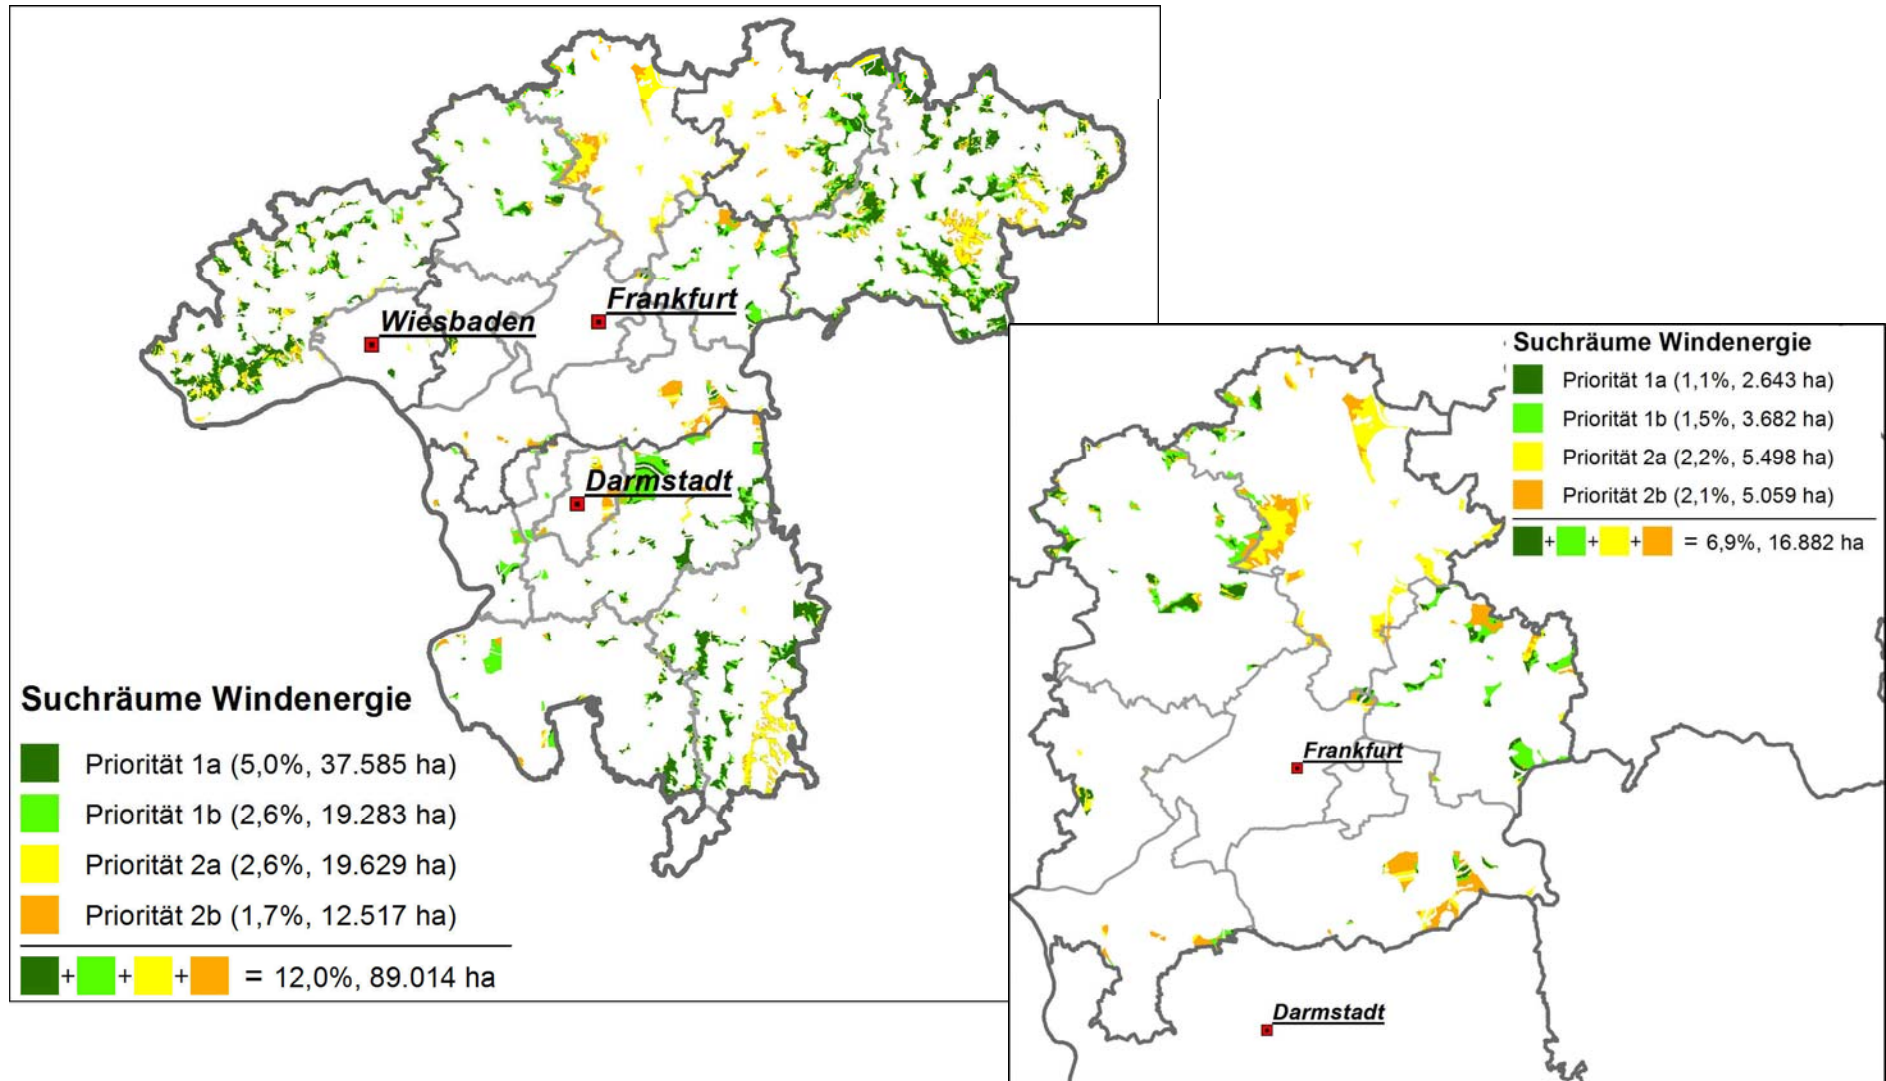 Frankfurt
Wiesbaden
Darmstadt
Suchräume Windenergie
Priorität 1a (5,0%, 37.585 ha)
Priorität 1b (2,6%, 19.283 ha)
Priorität 2a (2,6%, 19.629 ha)
Priorität 2b (1,7%, 12.517 ha)
+ + + = 12,0%, 89.014 ha
Suchräume Windenergie
Priorität 1a (1,1%, 2.643 ha)
Priorität 1b (1,5%, 3.682 ha)
Priorität 2a (2,2%, 5.498 ha)
Priorität 2b (2,1%, 5.059 ha)
+ + + = 6,9%, 16.882 ha
Frankfurt
Darmstadt